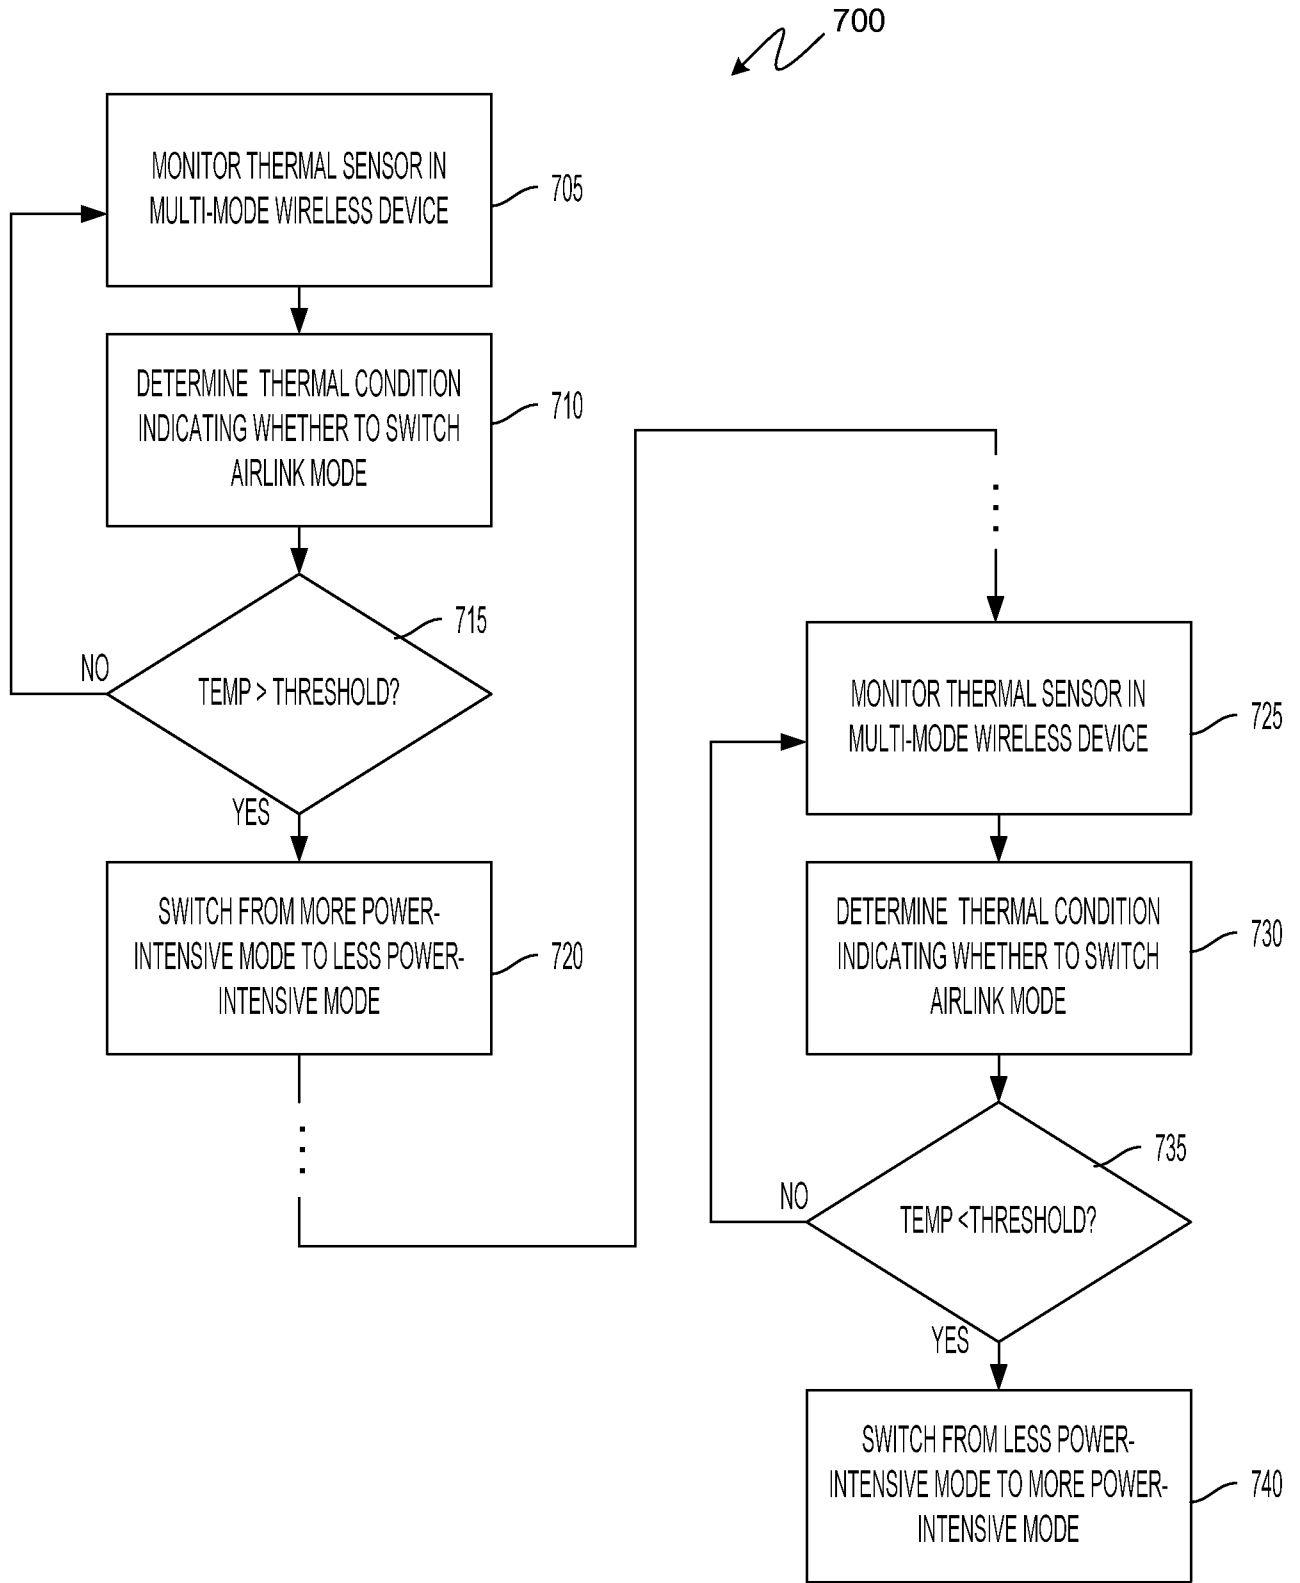 700
MONITOR THERMAL SENSOR IN
MULTI-MODE WIRELESS DEVICE
705
DETERMINE THERMAL CONDITION
INDICATING WHETHER TO SWITCH
AIRLINK MODE
710
TEMP > THRESHOLD?
715
NO
YES
SWITCH FROM MORE POWER-
INTENSIVE MODE TO LESS POWER-
INTENSIVE MODE
720
MONITOR THERMAL SENSOR IN
MULTI-MODE WIRELESS DEVICE
725
DETERMINE THERMAL CONDITION
INDICATING WHETHER TO SWITCH
AIRLINK MODE
730
TEMP <THRESHOLD?
735
NO
YES
SWITCH FROM LESS POWER-
INTENSIVE MODE TO MORE POWER-
INTENSIVE MODE
740